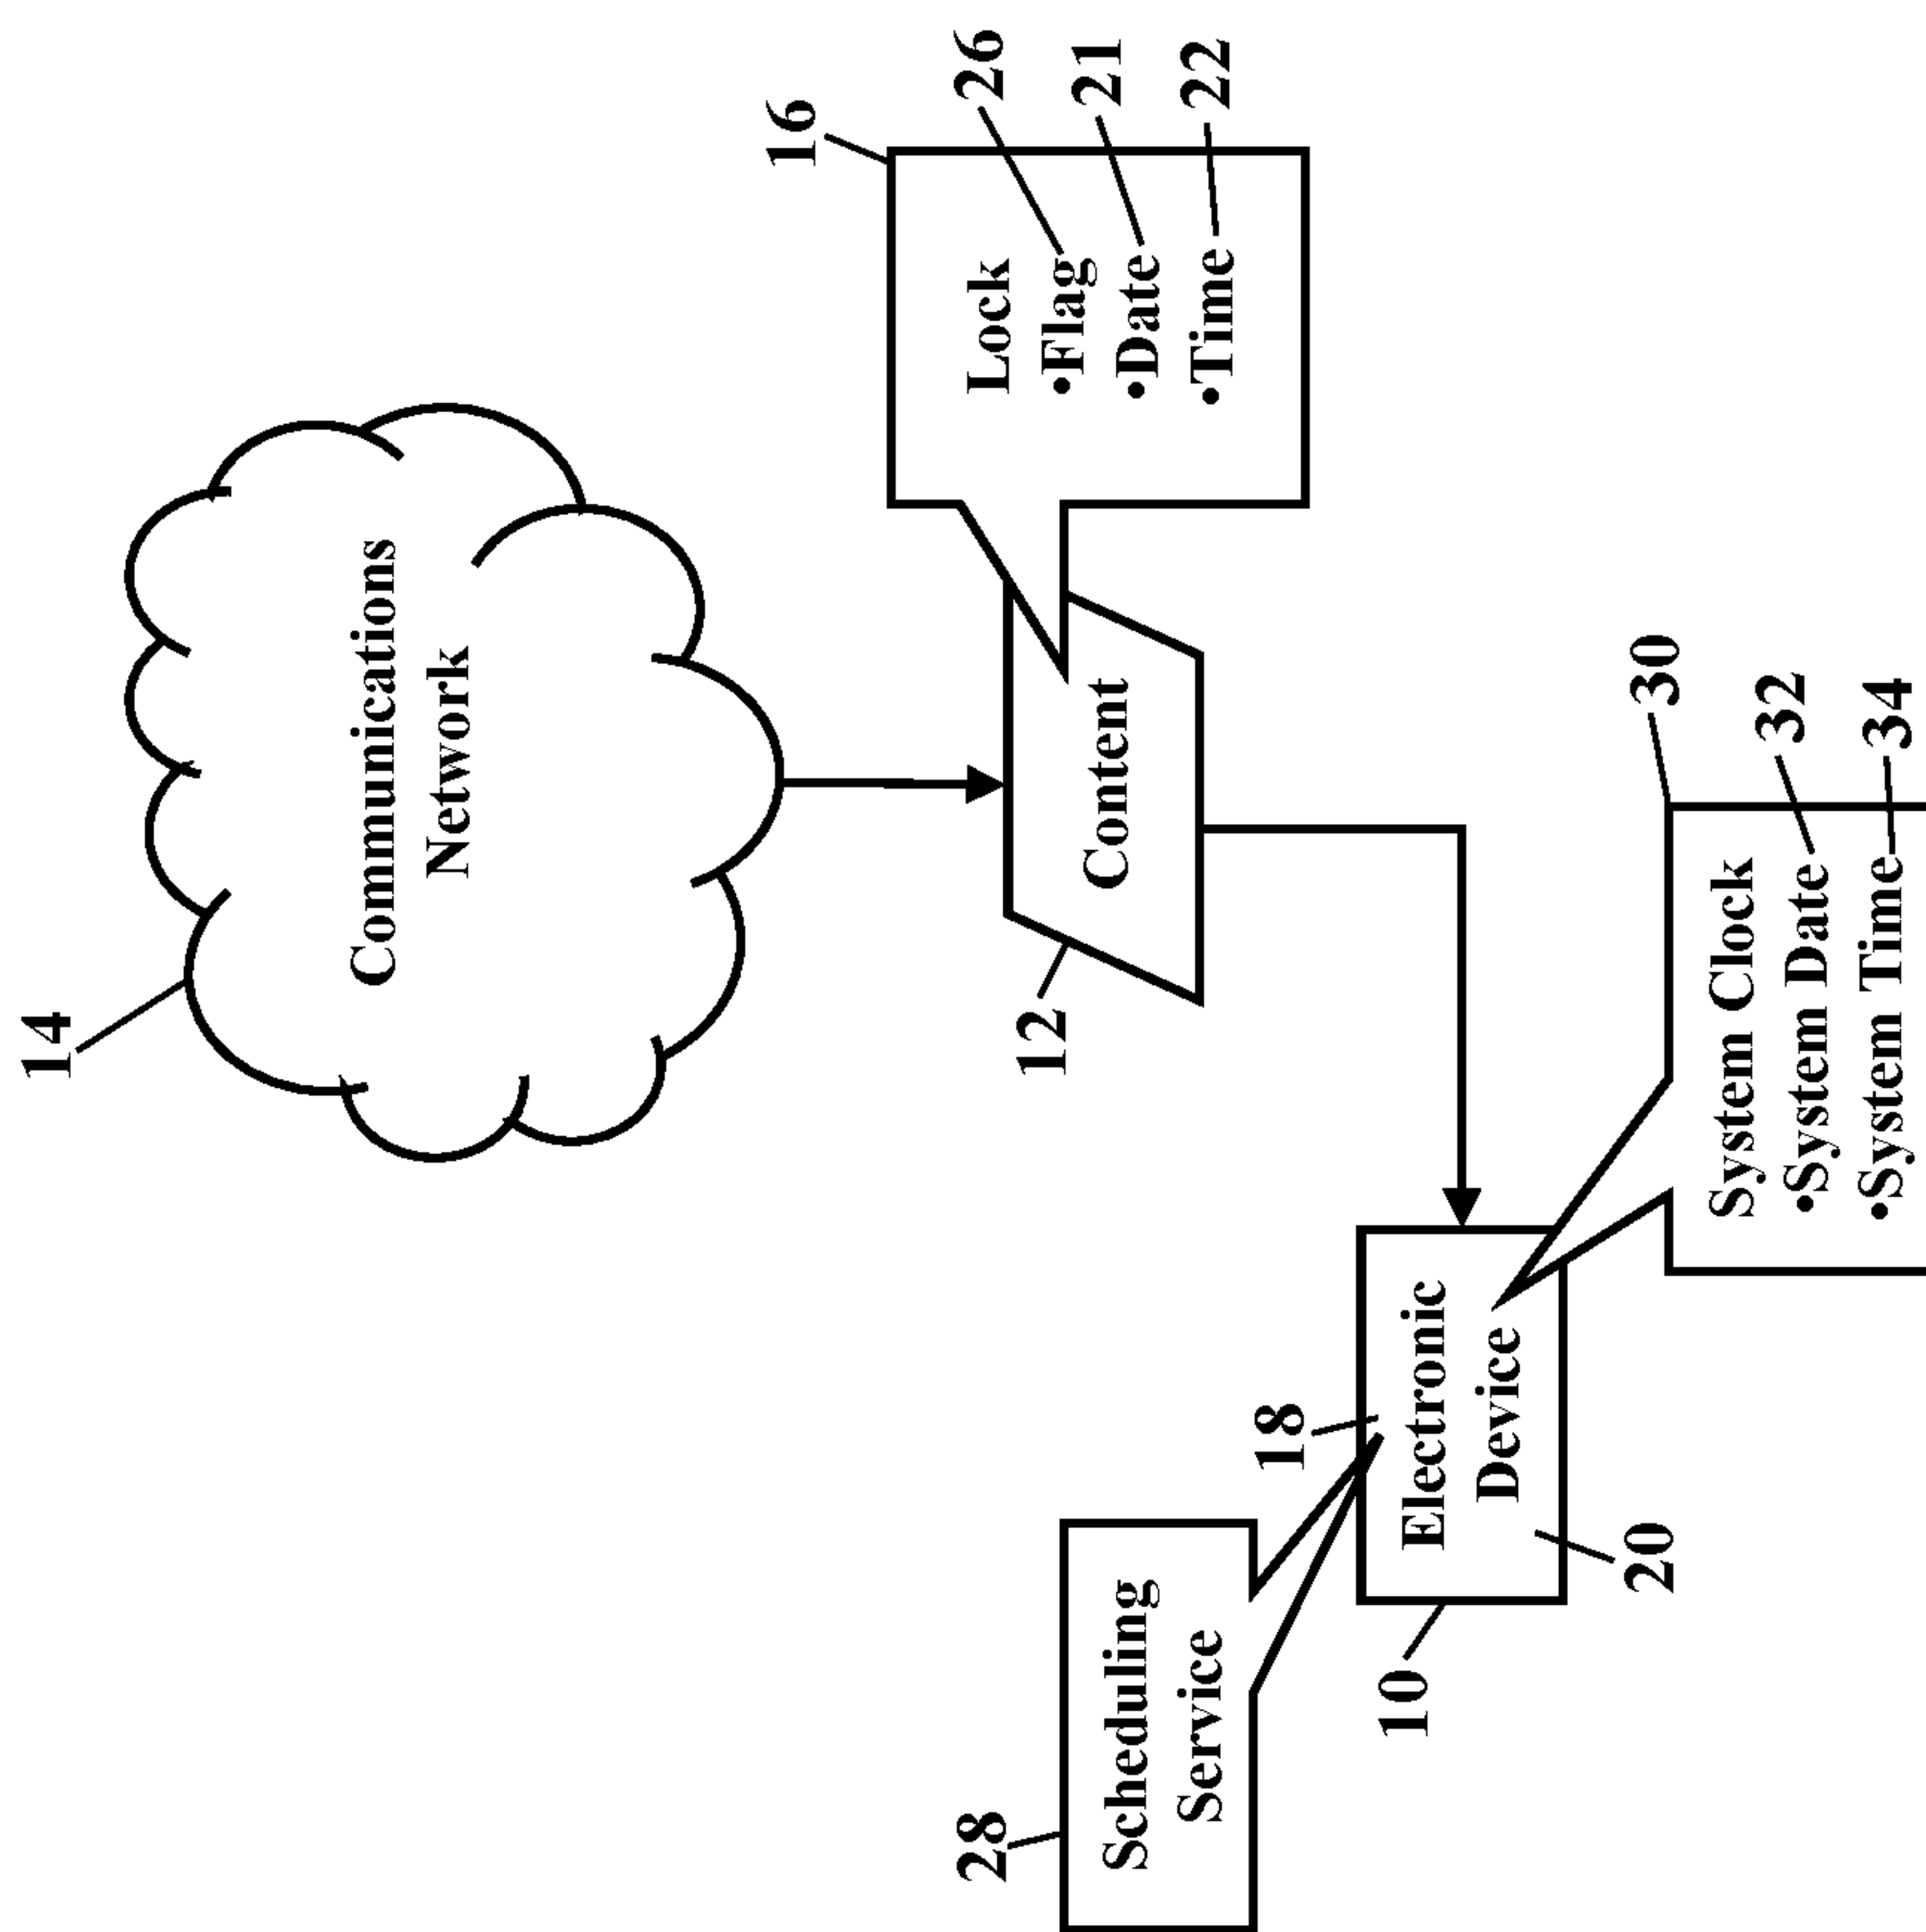 14
Communications
Network
16
Lock
•Flag
•Date
•Time
26
21
22
12
Content
28
Scheduling
Service
18
Electronic
Device
10
20
30
System Clock
•System Date
•System Time
32
34